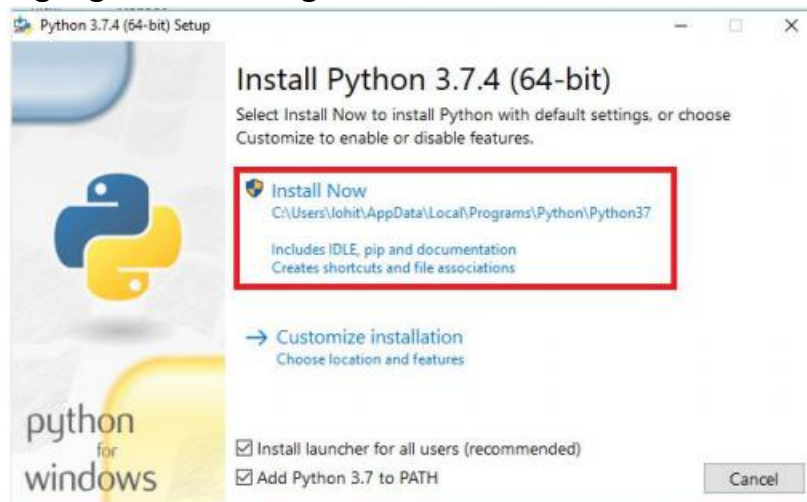 Python 3.7.4 (64-bit) Setup
Install Python 3.7.4 (64-bit)
Select Install Now to install Python with default settings, or choose
Customize to enable or disable features.
Install Now
C:\Users\lohit\AppData\Local\Programs\Python\Python37
Includes IDLE, pip and documentation
Creates shortcuts and file associations
→ Customize installation
Choose location and features
python
for
windows
Install launcher for all users (recommended)
Add Python 3.7 to PATH
Cancel